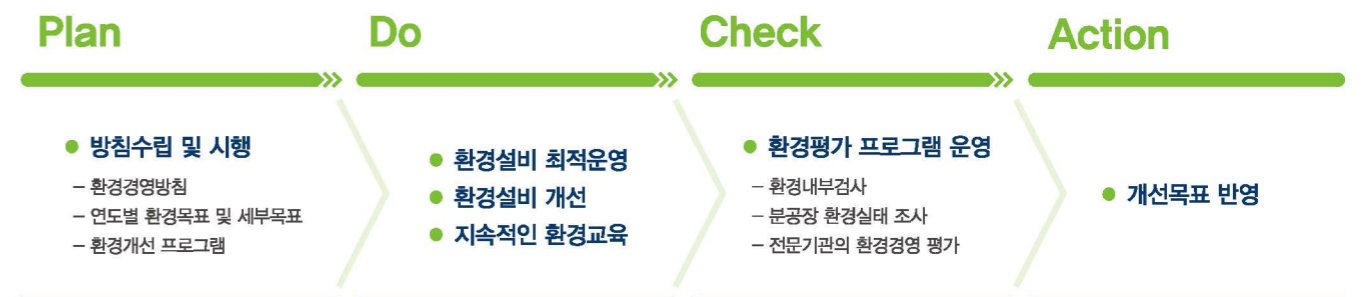 Plan
● 방침수립 및 시행
– 환경경영방침
– 연도별 환경목표 및 세부목표
– 환경개선 프로그램
Do
● 환경설비 최적운영
● 환경설비 개선
● 지속적인 환경교육
Check
● 환경평가 프로그램 운영
– 환경내부검사
– 분공장 환경실태 조사
– 전문기관의 환경경영 평가
Action
● 개선목표 반영